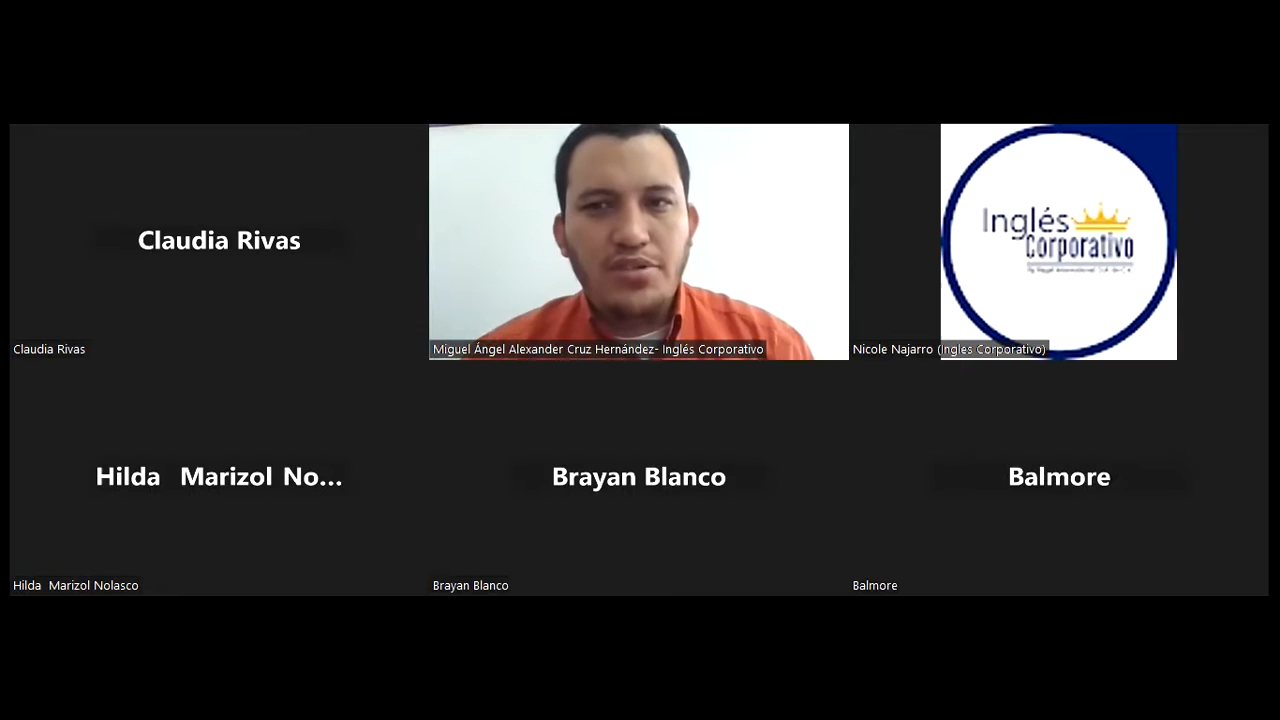 Claudia Rivas
Claudia Rivas
Miguel Ángel Alexander Cruz Hernández- Inglés Corporativo
Inglés
Corporativo
Nicole Najarro (Ingles Corporativo)
Hilda Marizol No...
Brayan Blanco
Balmore
Hilda Marizol Nolasco
Brayan Blanco
Balmore